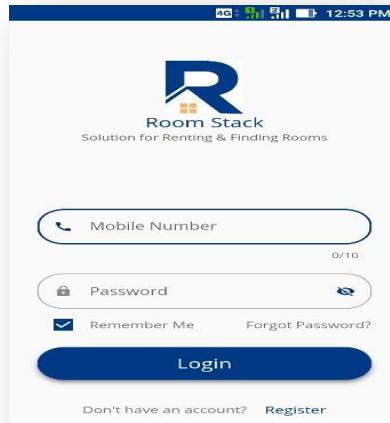 4G 12:53 PM
R
Room Stack
Solution for Renting & Finding Rooms
Mobile Number
0/10
Password
Remember Me Forgot Password?
Login
Don't have an account? Register